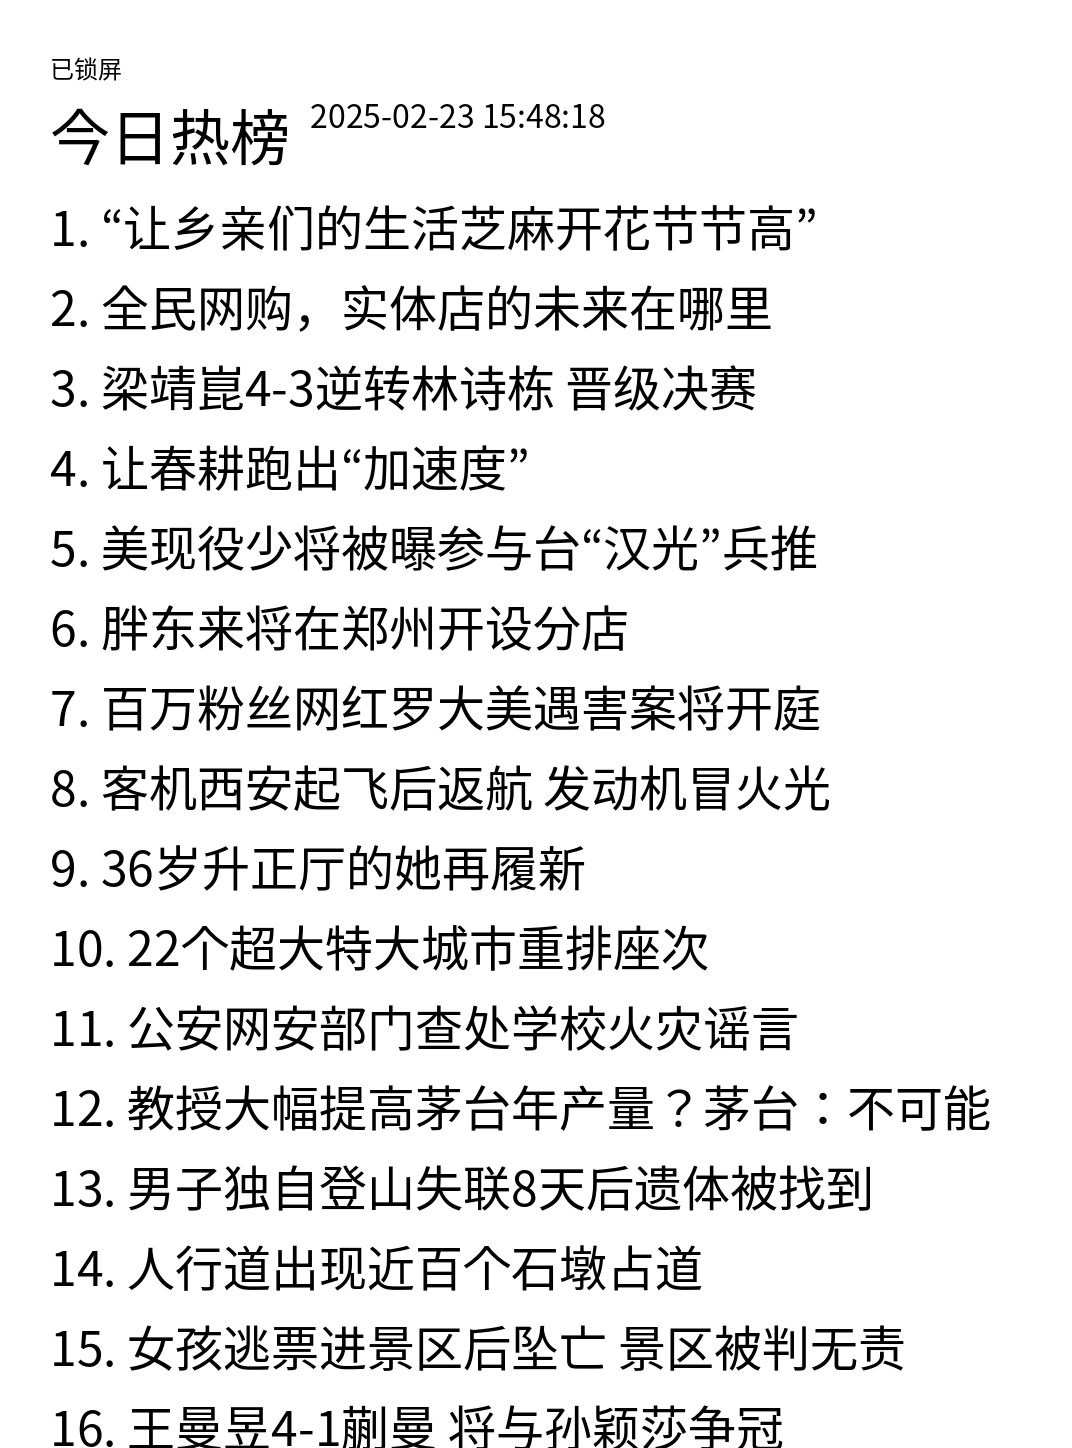 已锁屏
今日热榜 2025-02-23 15:48:18
1. “让乡亲们的生活芝麻开花节节高”
2. 全民网购，实体店的未来在哪里
3. 梁靖崑4-3逆转林诗栋 晋级决赛
4. 让春耕跑出“加速度”
5. 美现役少将被曝参与台“汉光”兵推
6. 胖东来将在郑州开设分店
7. 百万粉丝网红罗大美遇害案将开庭
8. 客机西安起飞后返航 发动机冒火光
9. 36岁升正厅的她再履新
10. 22个超大特大城市重排座次
11. 公安网安部门查处学校火灾谣言
12. 教授大幅提高茅台年产量？茅台：不可能
13. 男子独自登山失联8天后遗体被找到
14. 人行道出现近百个石墩占道
15. 女孩逃票进景区后坠亡 景区被判无责
16. 王曼昱4-1蒯曼 将与孙颖莎争冠